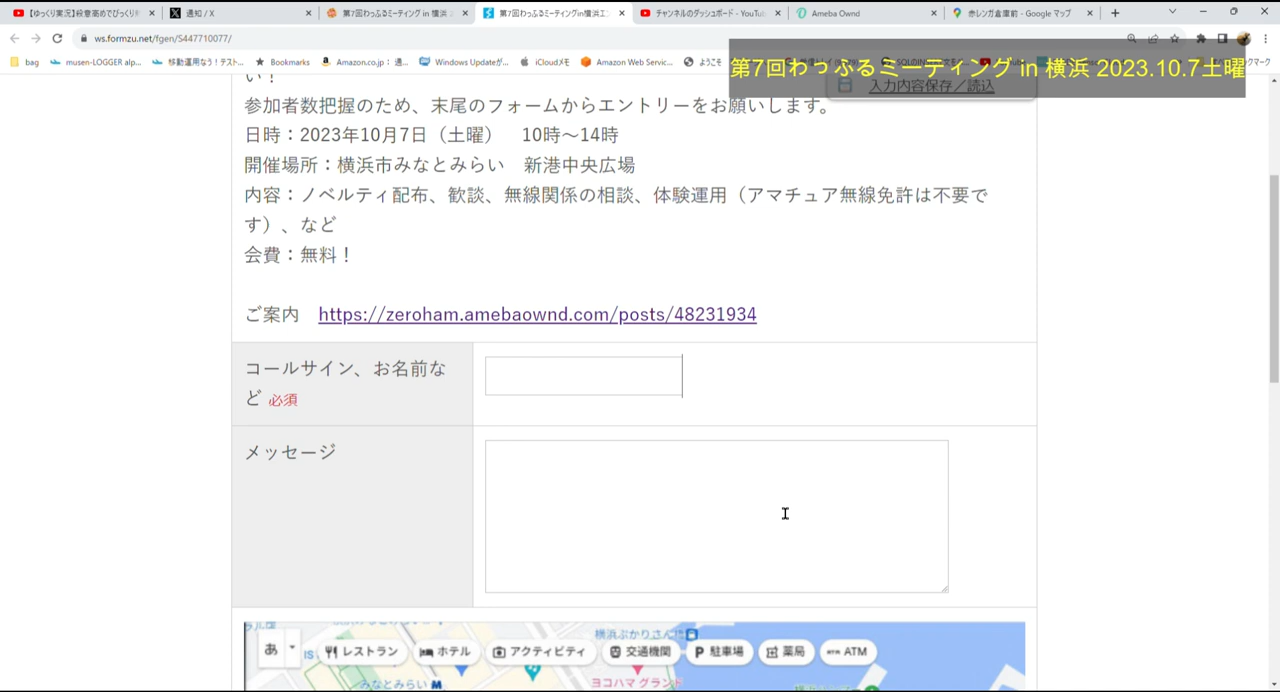 【ゆっくり実況】殺意高めでびっくり
通知 / X
第7回わっふるミーティング in 横浜
第7回わっふるミーティングin横浜エ
チャンネルのダッシュボード - YouTu
Ameba Ownd
赤レンガ倉庫前 - Google マップ
ws.formzu.net/fgen/S447710077/
bag
musen-LOGGER alp...
移動運用なう！テスト...
Bookmarks
Amazon.co.jp： 通...
Windows Updateが...
iCloudメモ
Amazon Web Servic...
ようこそ
第7回わっふるミーティング in 横浜 2023.10.7土曜
入力内容保存／読込
い！
参加者数把握のため、末尾のフォームからエントリーをお願いします。
日時：2023年10月7日（土曜） 10時～14時
開催場所：横浜市みなとみらい 新港中央広場
内容：ノベルティ配布、歓談、無線関係の相談、体験運用（アマチュア無線免許は不要で
す）、など
会費：無料！
ご案内 https://zeroham.amebaownd.com/posts/48231934
コールサイン、お名前な
ど 必須
メッセージ
横浜ぷかりさん橋
あ
レストラン
ホテル
アクティビティ
交通機関
駐車場
薬局
ATM
みなとみらい
ヨコハマ グランド